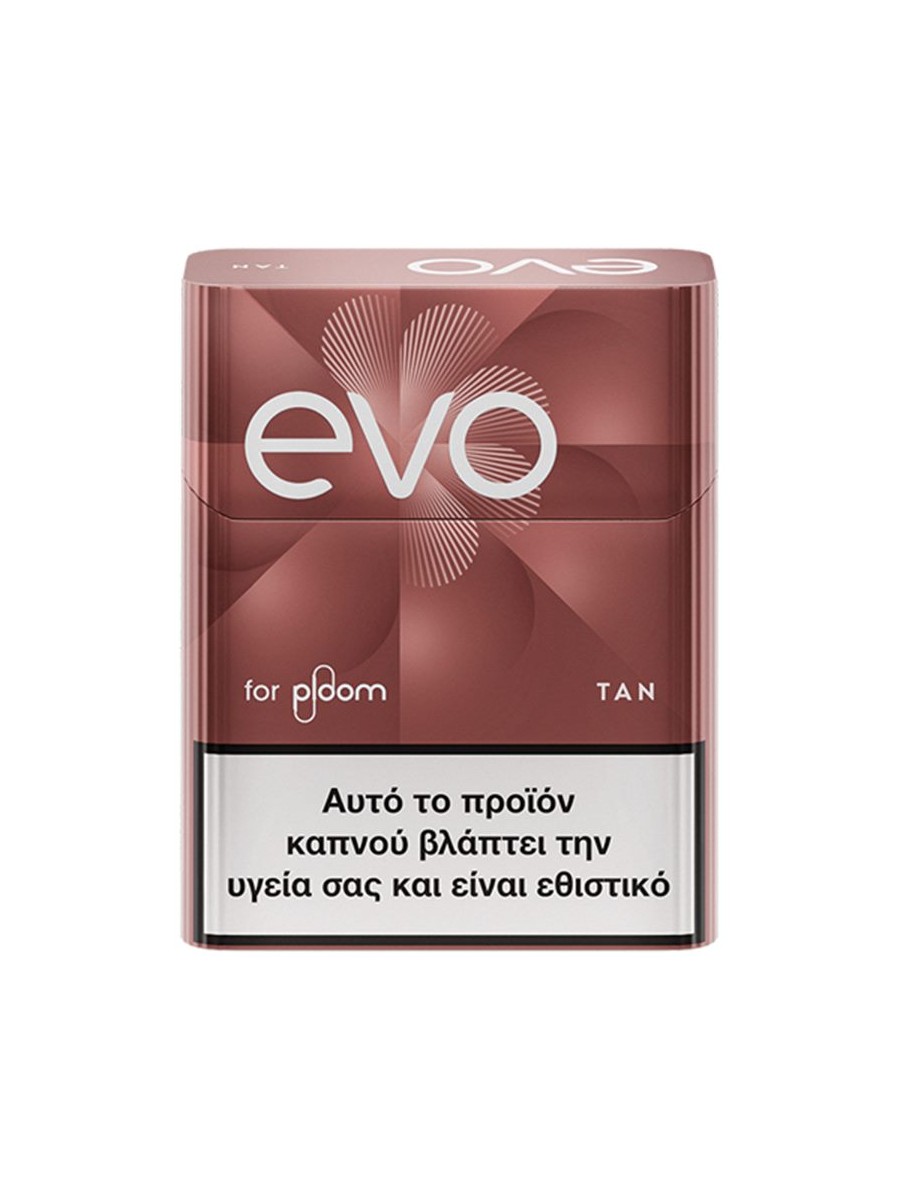 TAN evo
evo
for ploom TAN
Αυτό το προϊόν
καπνού βλάπτει την
υγεία σας και είναι εθιστικό